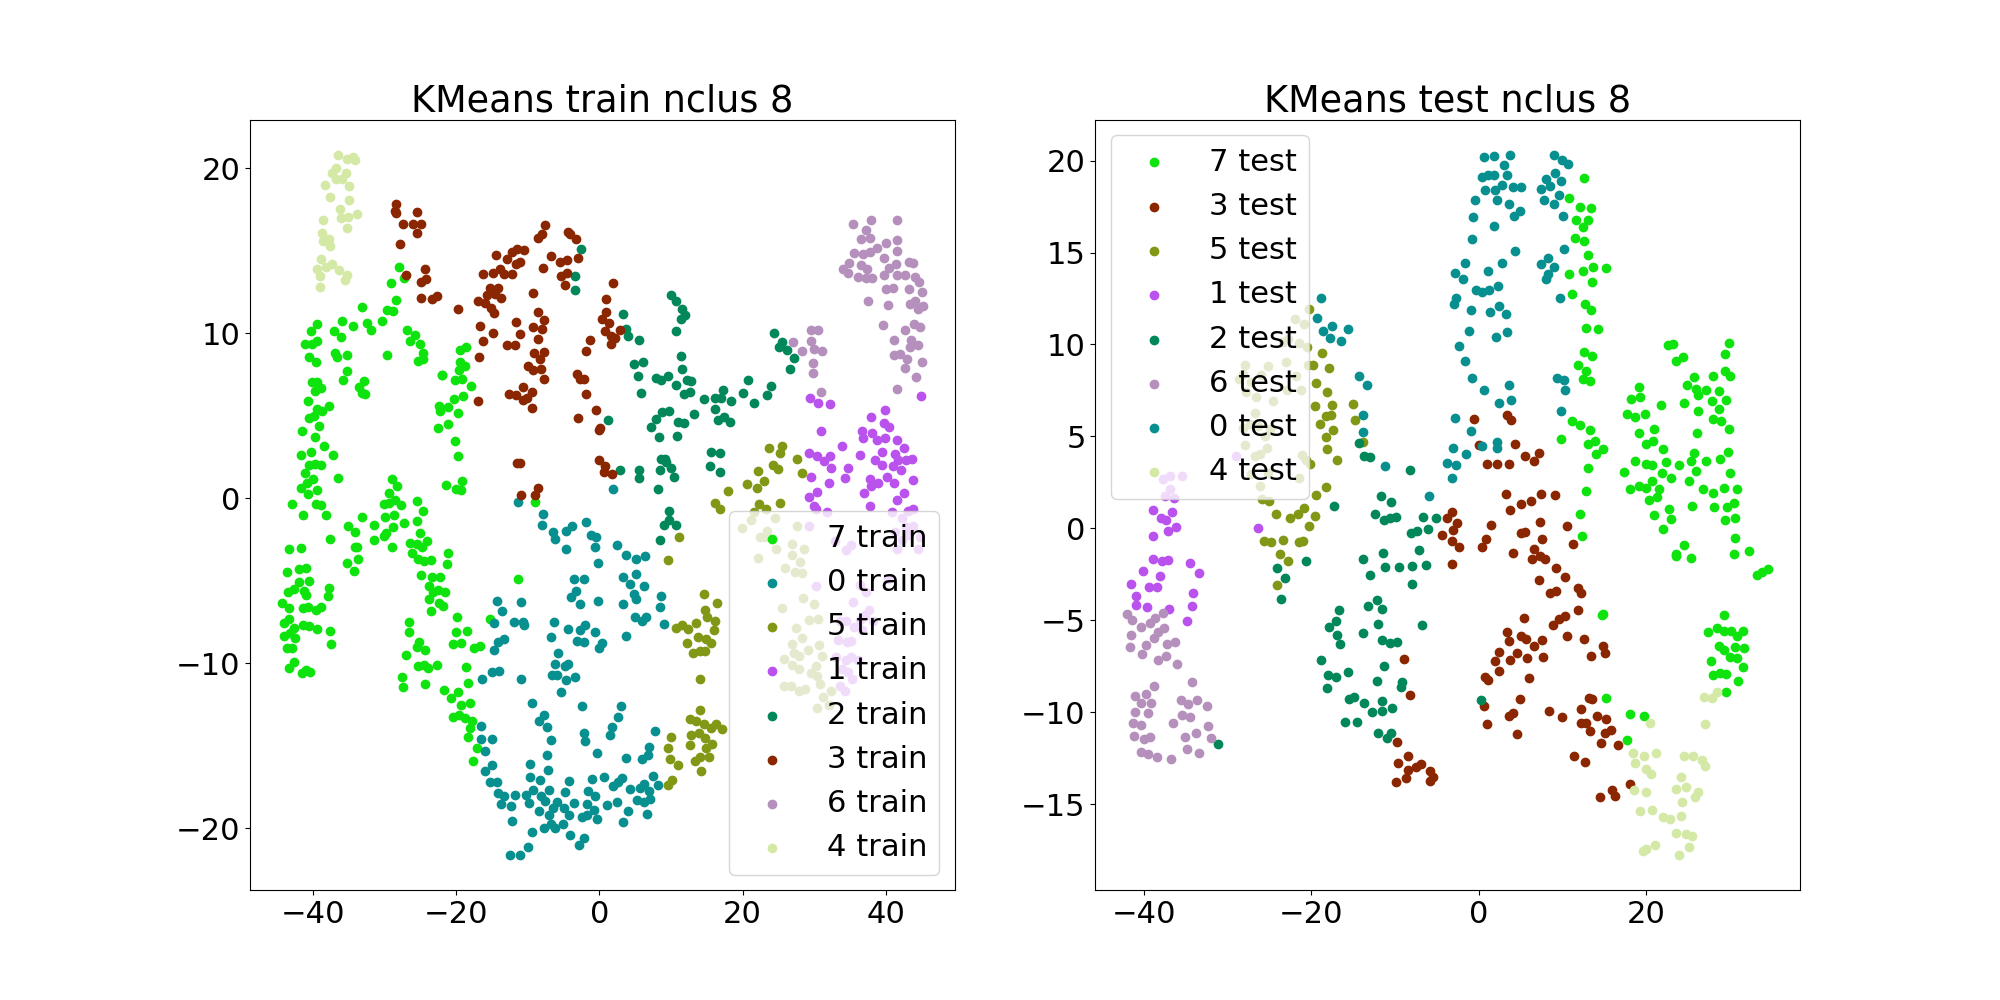 KMeans train nclus 8
20
10
0
−10
−20
−40
−20
0
20
40
7 train
0 train
5 train
1 train
2 train
3 train
6 train
4 train
KMeans test nclus 8
20
15
10
5
0
−5
−10
−15
−40
−20
0
20
7 test
3 test
5 test
1 test
2 test
6 test
0 test
4 test